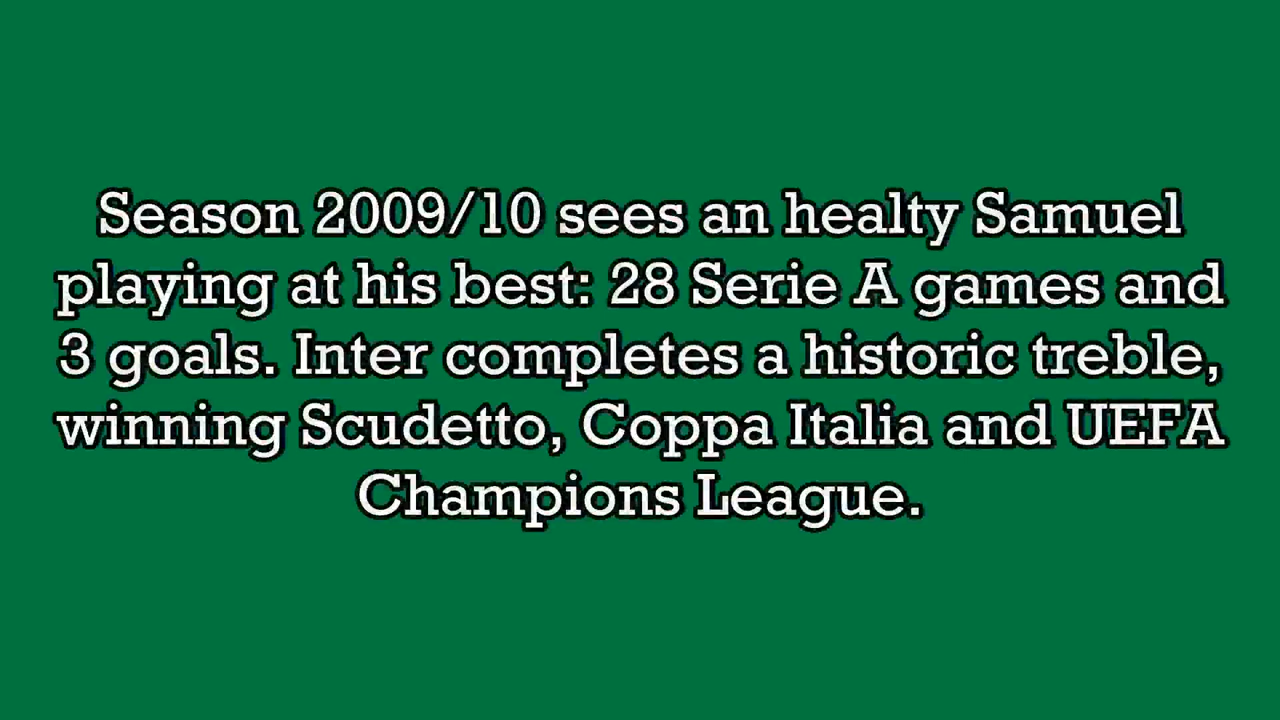 Season 2009/10 sees an healty Samuel
playing at his best: 28 Serie A games and
3 goals. Inter completes a historic treble,
winning Scudetto, Coppa Italia and UEFA
Champions League.